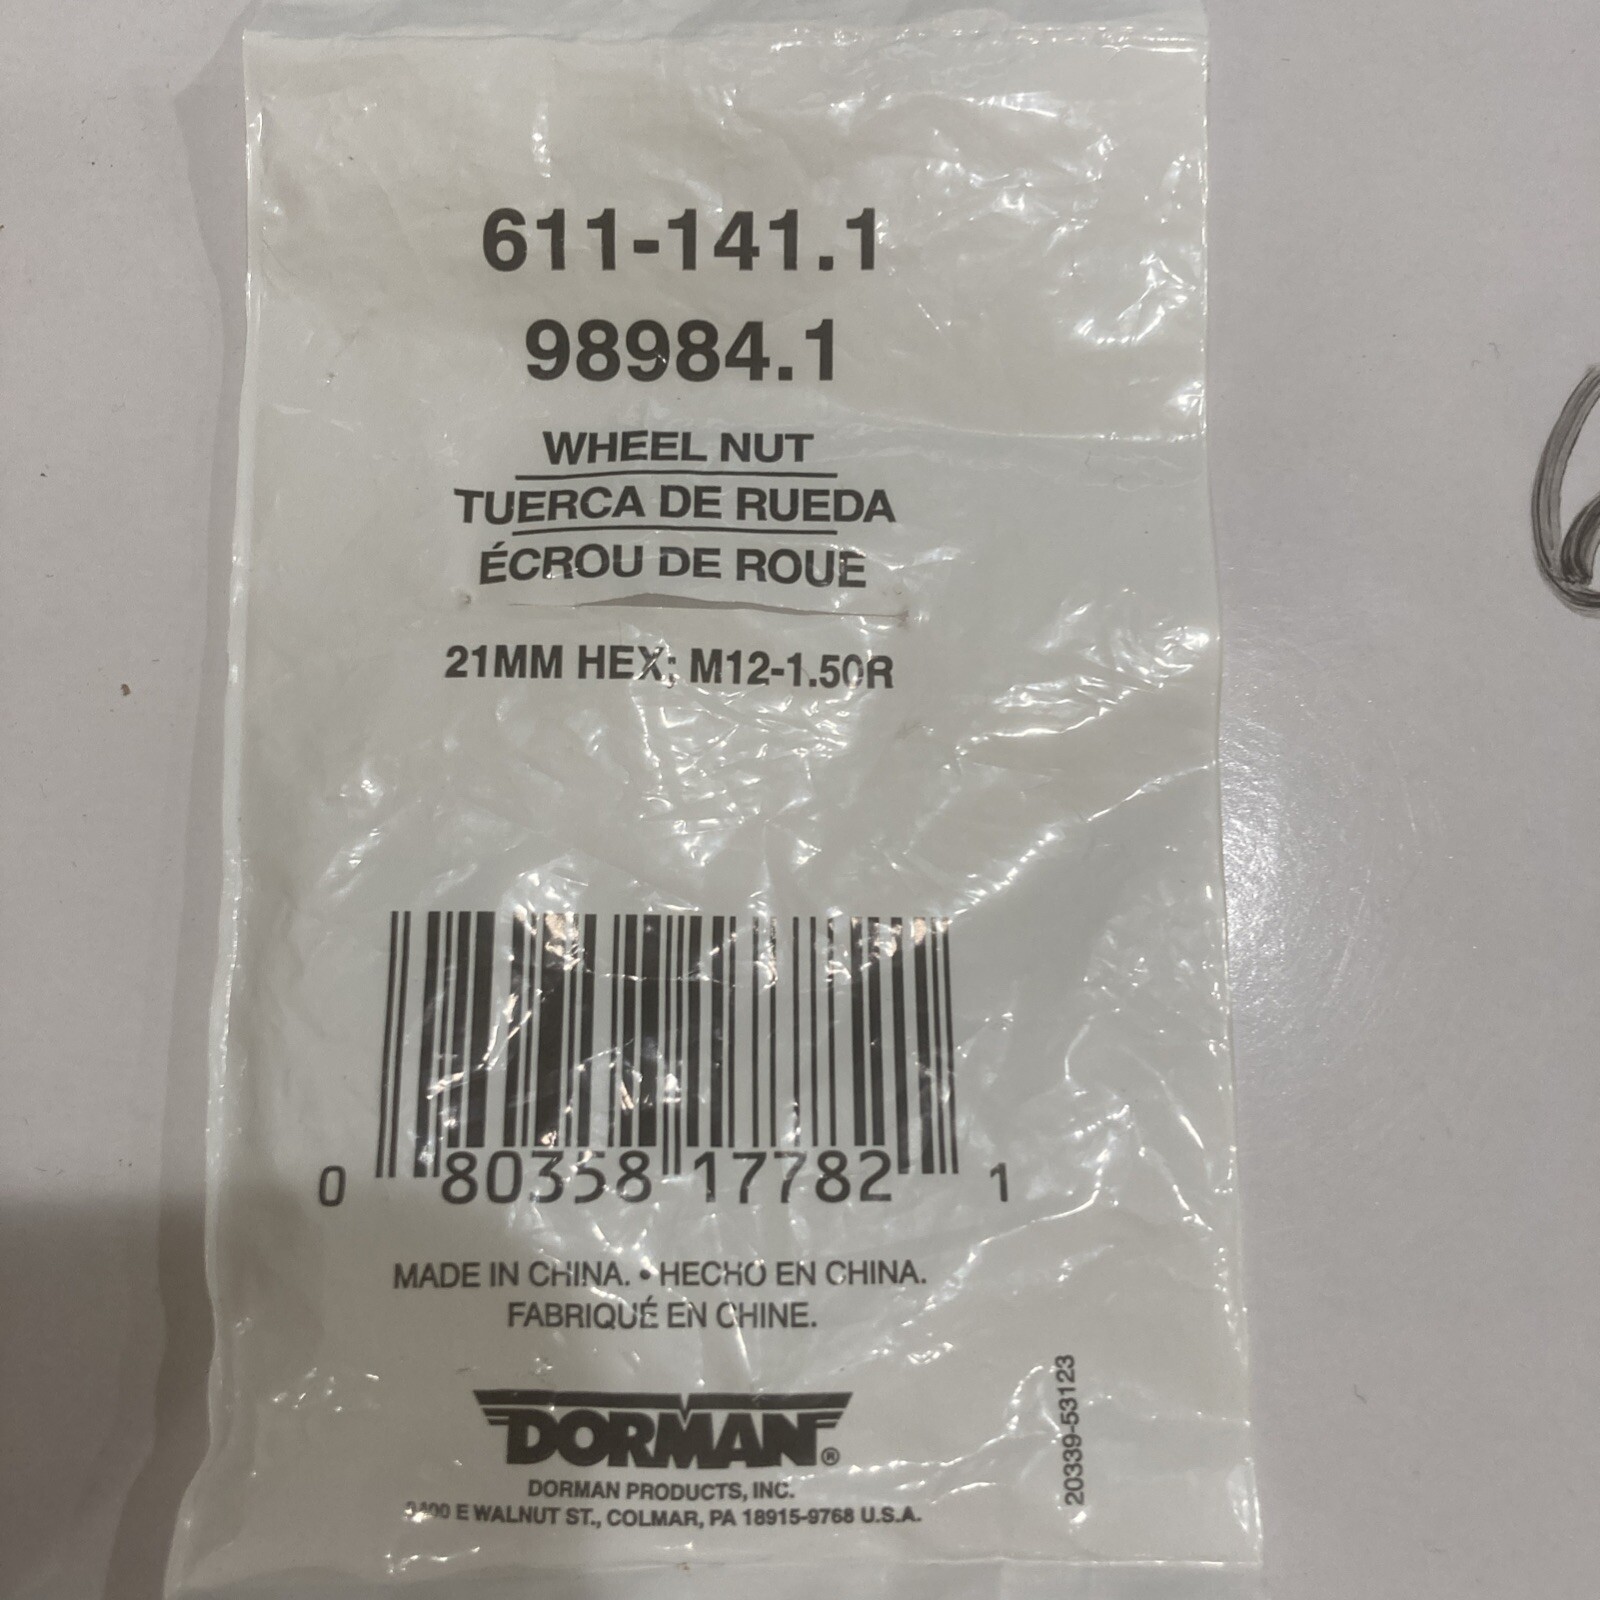 611-141.1
98984.1
WHEEL NUT
TUERCA DE RUEDA
ÉCROU DE ROUE
21MM HEX; M12-1.50R
0 80358 17782 1
MADE IN CHINA. • HECHO EN CHINA.
FABRIQUÉ EN CHINE.
DORMAN®
DORMAN PRODUCTS, INC.
E WALNUT ST., COLMAR, PA 18915-9768 U.S.A.
20339-53123